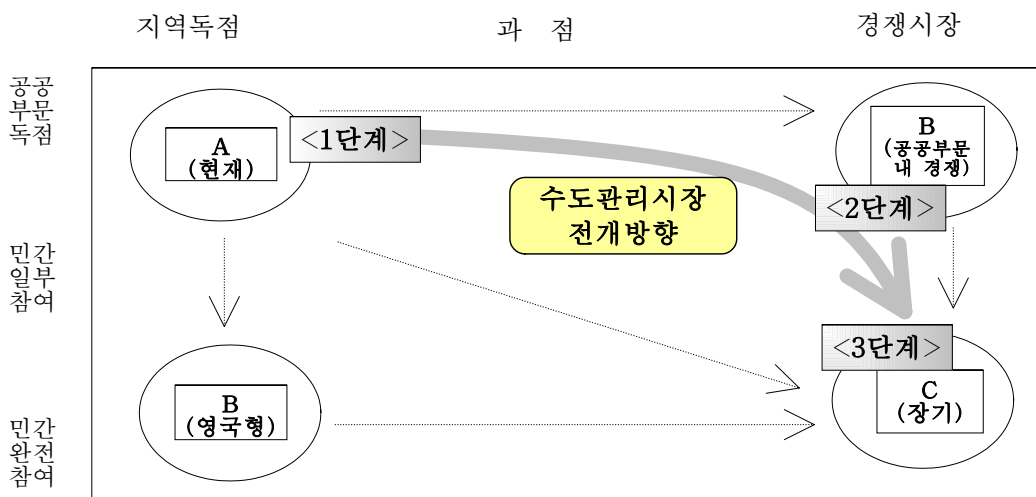 지역독점 과 점 경쟁시장
공공
부문
독점
A
(현재)
<1단계>
B
(공공부문
내 경쟁)
<2단계>
수도관리시장
전개방향
민간
일부
참여
<3단계>
B
(영국형)
C
(장기)
민간
완전
참여